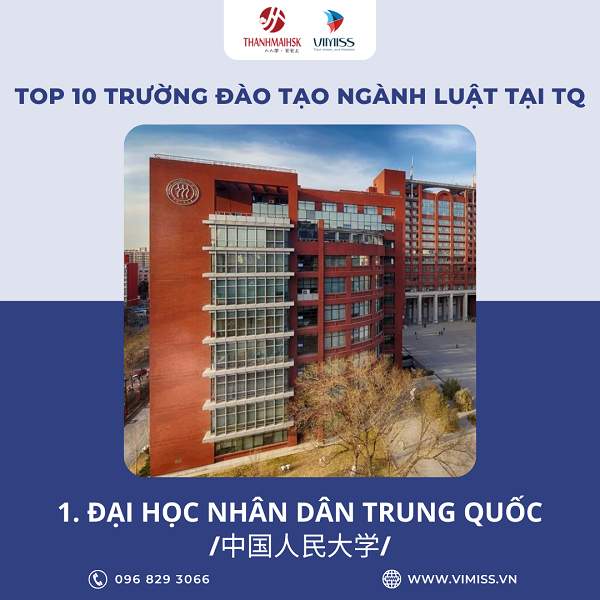 THANHMAIHSK
VIMISS
TOP 10 TRƯỜNG ĐÀO TẠO NGÀNH LUẬT TẠI TQ
1. ĐẠI HỌC NHÂN DÂN TRUNG QUỐC
/中国人民大学/
096 829 3066
WWW.VIMISS.VN